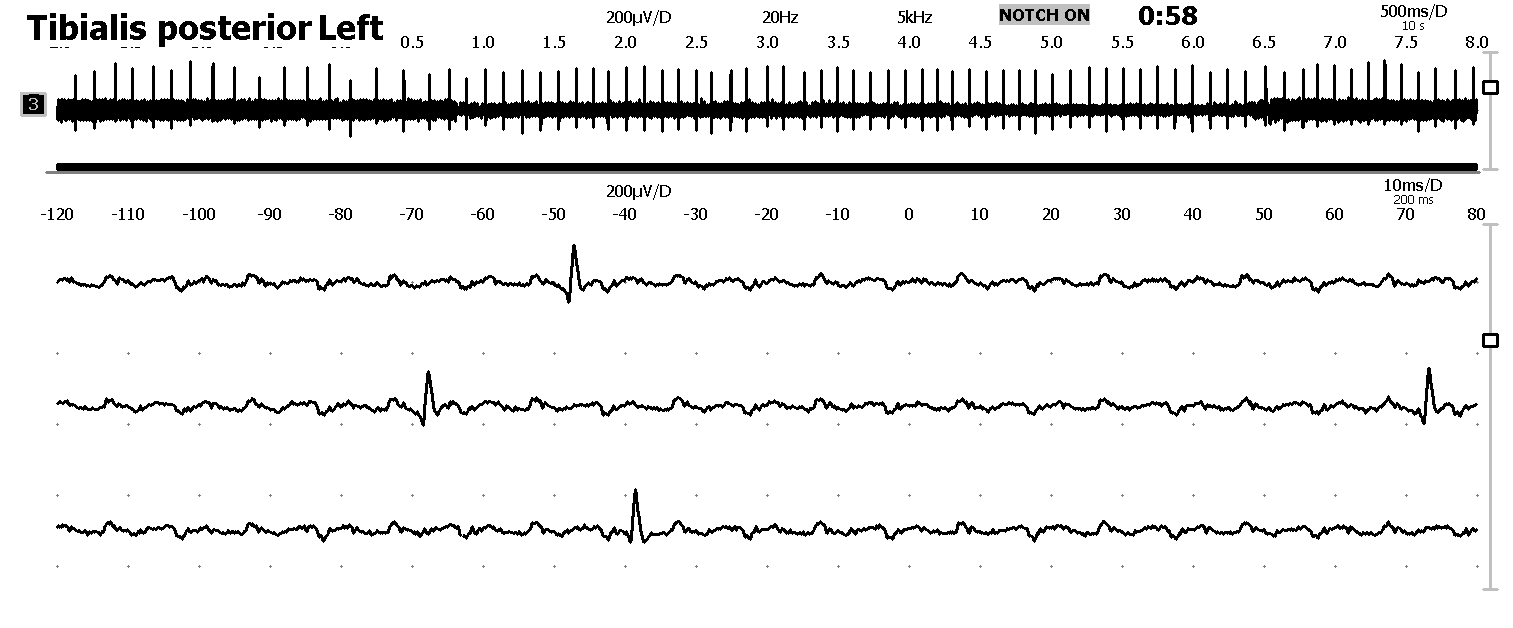 Tibialis posterior Left 200µV/D 20Hz 5kHz NOTCH ON 0:58 500ms/D
10 s
0.5 1.0 1.5 2.0 2.5 3.0 3.5 4.0 4.5 5.0 5.5 6.0 6.5 7.0 7.5 8.0
3
200µV/D 10ms/D
200 ms
-120 -110 -100 -90 -80 -70 -60 -50 -40 -30 -20 -10 0 10 20 30 40 50 60 70 80